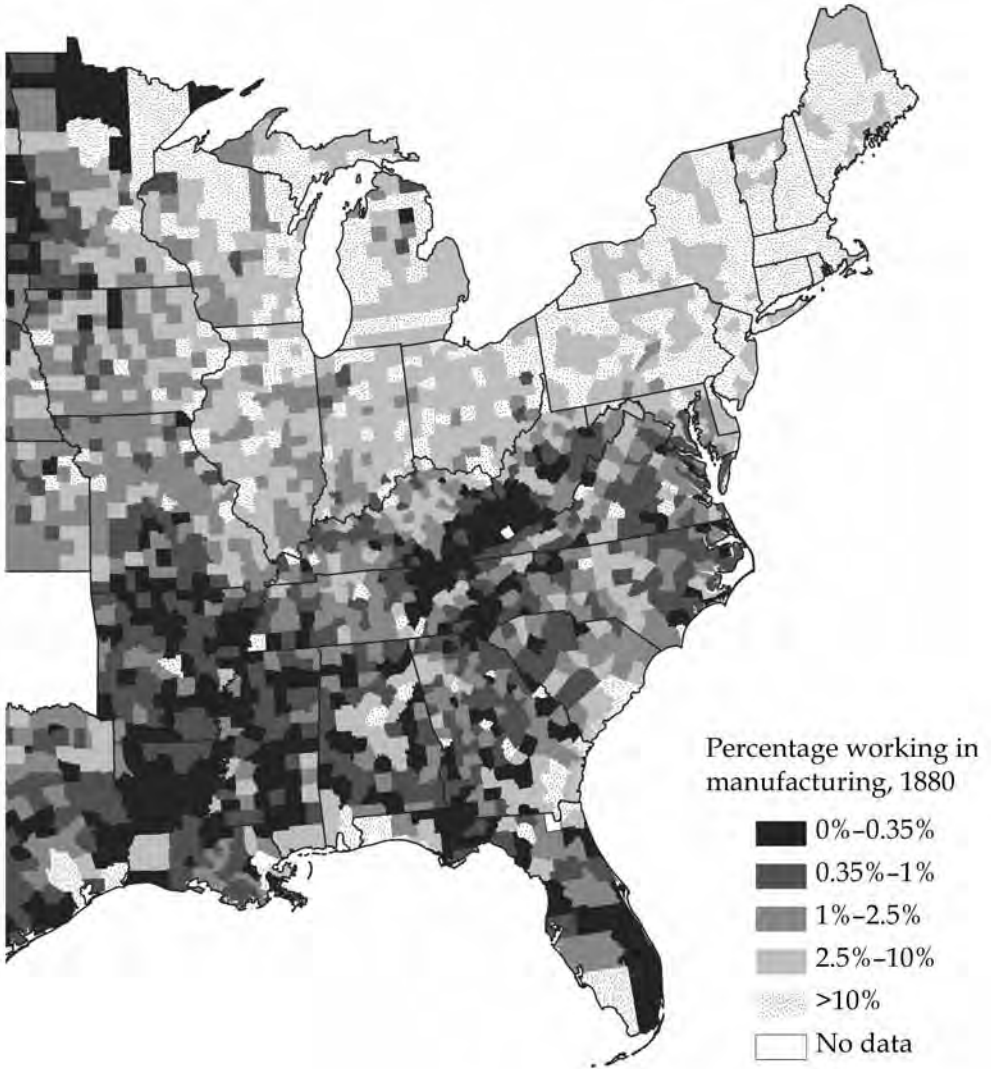 Percentage working in
manufacturing, 1880
0%–0.35%
0.35%–1%
1%–2.5%
2.5%–10%
>10%
No data